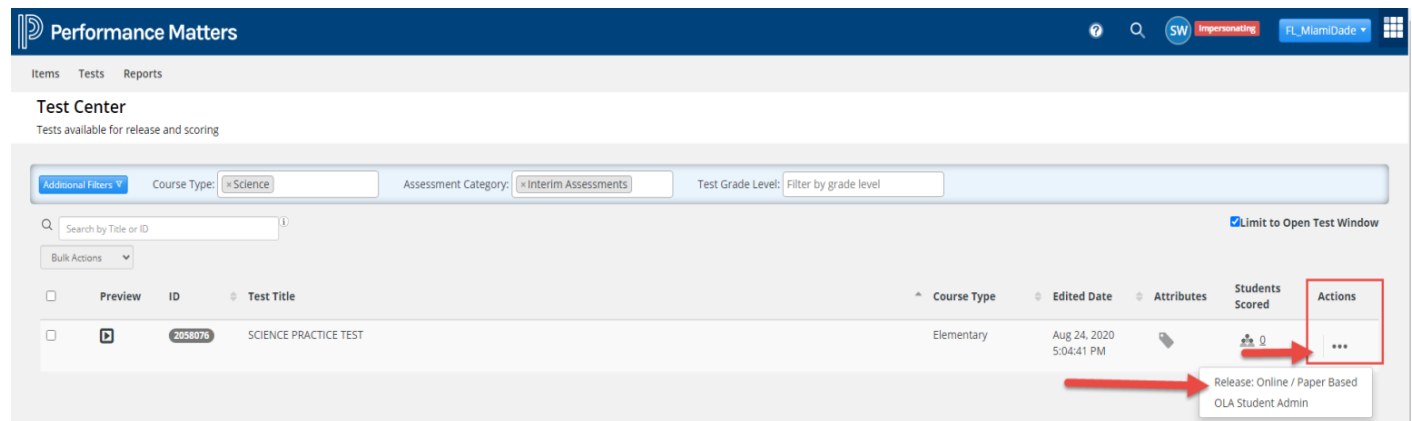 Performance Matters
SW Impersonating FL_MiamiDade
Items Tests Reports
Test Center
Tests available for release and scoring
Additional Filters Course Type: × Science Assessment Category: × Interim Assessments Test Grade Level: Filter by grade level
Search by Title or ID
Limit to Open Test Window
Bulk Actions
Preview ID Test Title Course Type Edited Date Attributes Students Scored Actions
2058076 SCIENCE PRACTICE TEST Elementary Aug 24, 2020 0
5:04:41 PM
Release: Online / Paper Based
OLA Student Admin